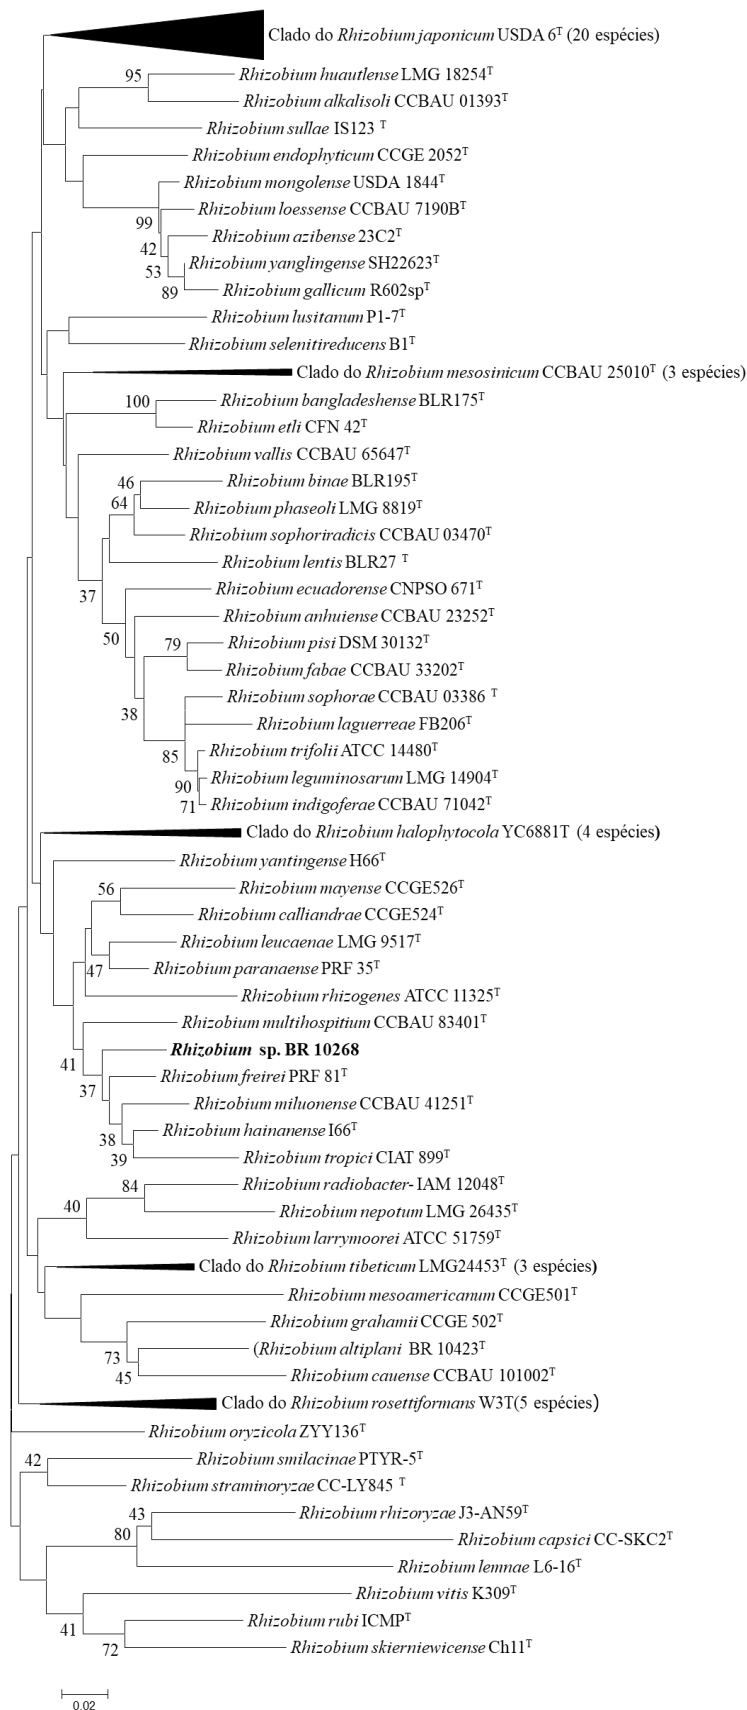 Clado do Rhizobium japonicum USDA 6T (20 espécies)
95
Rhizobium huautlense LMG 18254T
Rhizobium alkalisoli CCBAU 01393T
Rhizobium sullae IS123 T
Rhizobium endophyticum CCGE 2052T
Rhizobium mongolense USDA 1844T
Rhizobium loessense CCBAU 7190BT
99
Rhizobium azibense 23C2T
42
Rhizobium yanglingense SH22623T
53
Rhizobium gallicum R602spT
89
Rhizobium lusitanum P1-7T
Rhizobium selenitireducens B1T
Clado do Rhizobium mesosinicum CCBAU 25010T (3 espécies)
100
Rhizobium bangladeshense BLR175T
Rhizobium etli CFN 42T
Rhizobium vallis CCBAU 65647T
46
Rhizobium binae BLR195T
64
Rhizobium phaseoli LMG 8819T
Rhizobium sophoriradicis CCBAU 03470T
Rhizobium lentis BLR27 T
37
Rhizobium ecuadorense CNPSO 671T
Rhizobium anhuiense CCBAU 23252T
50
79
Rhizobium pisi DSM 30132T
Rhizobium fabae CCBAU 33202T
Rhizobium sophorae CCBAU 03386 T
38
Rhizobium laguerreae FB206T
85
Rhizobium trifolii ATCC 14480T
Rhizobium leguminosarum LMG 14904T
90
Rhizobium indigoferae CCBAU 71042T
71
Clado do Rhizobium halophytocola YC6881T (4 espécies)
Rhizobium yantingense H66T
56
Rhizobium mayense CCGE526T
Rhizobium calliandrae CCGE524T
Rhizobium leucaenae LMG 9517T
47
Rhizobium paranaense PRF 35T
Rhizobium rhizogenes ATCC 11325T
Rhizobium multihospitium CCBAU 83401T
Rhizobium sp. BR 10268
41
Rhizobium freirei PRF 81T
37
Rhizobium miluonense CCBAU 41251T
Rhizobium hainanense I66T
38
Rhizobium tropici CIAT 899T
39
84
Rhizobium radiobacter- IAM 12048T
40
Rhizobium nepotum LMG 26435T
Rhizobium larrymoorei ATCC 51759T
Clado do Rhizobium tibeticum LMG24453T (3 espécies)
Rhizobium mesoamericanum CCGE501T
Rhizobium grahamii CCGE 502T
(Rhizobium altiplani BR 10423T
73
Rhizobium cauense CCBAU 101002T
45
Clado do Rhizobium rosettiformans W3T(5 espécies)
Rhizobium oryzicola ZYY136T
42
Rhizobium smilacinae PTYR-5T
Rhizobium straminoryzae CC-LY845 T
43
Rhizobium rhizoryzae J3-AN59T
80
Rhizobium capsici CC-SKC2T
Rhizobium lemnae L6-16T
Rhizobium vitis K309T
41
Rhizobium rubi ICMPT
72
Rhizobium skierniewicense Ch11T
0.02